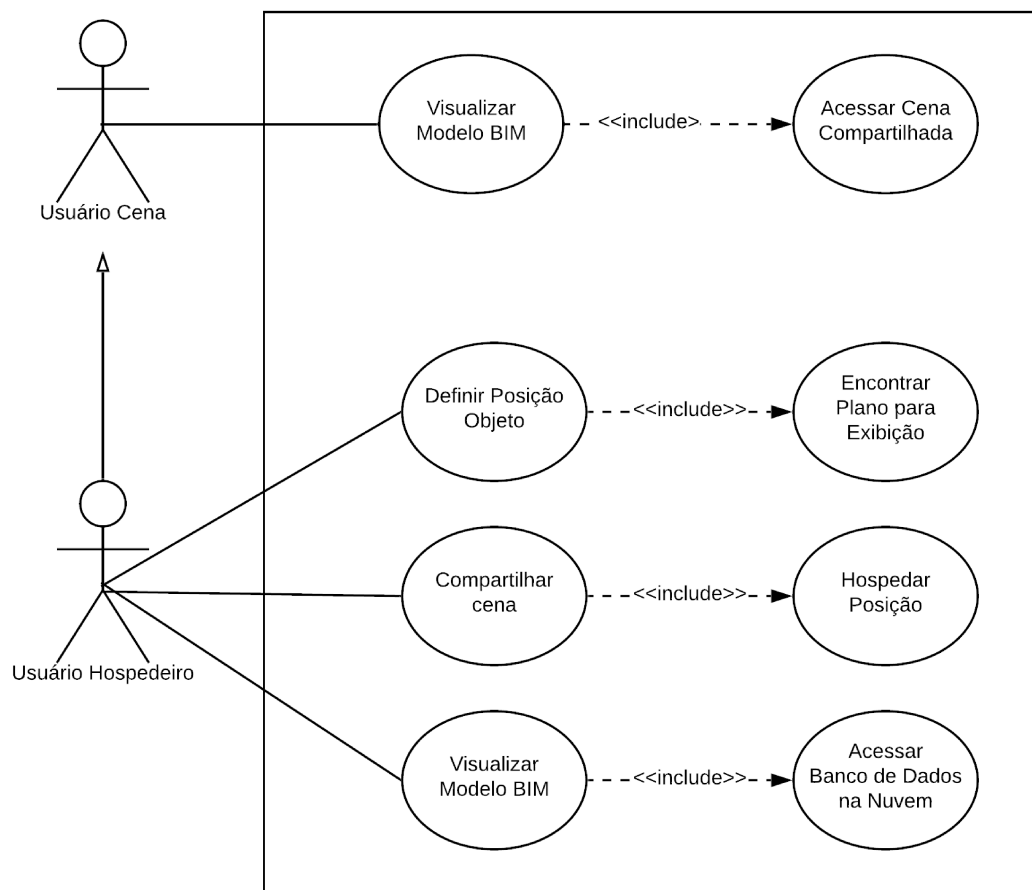 Visualizar
Modelo BIM
<<include>
Acessar Cena
Compartilhada
Usuário Cena
Definir Posição
Objeto
<<include>>
Encontrar
Plano para
Exibição
Compartilhar
cena
<<include>>
Hospedar
Posição
Usuário Hospedeiro
Visualizar
Modelo BIM
<<include>>
Acessar
Banco de Dados
na Nuvem